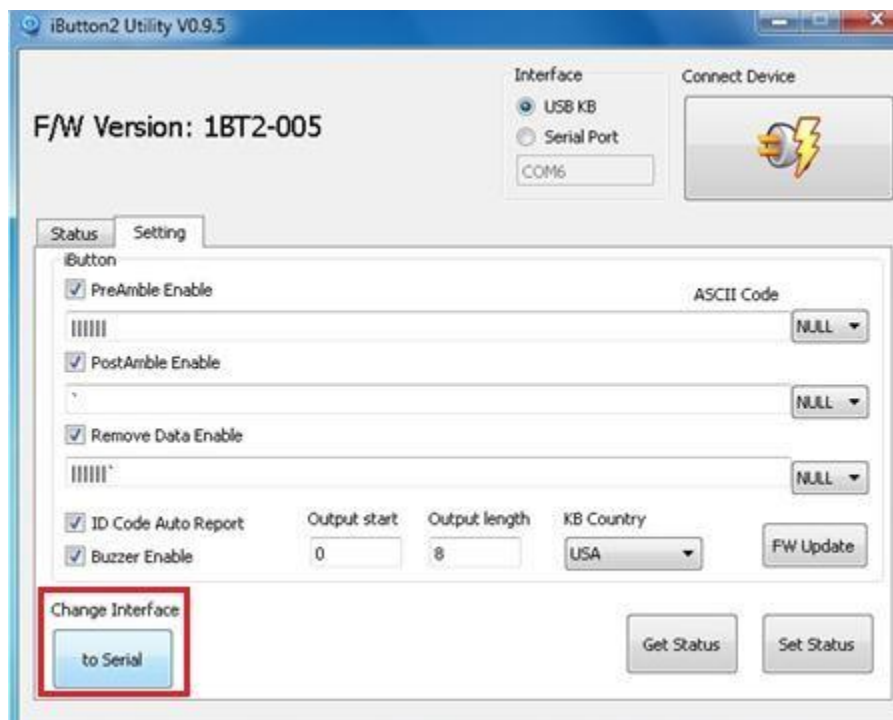 iButton2 Utility V0.9.5
Interface
Connect Device
F/W Version: 1BT2-005
USB KB
Serial Port
COM6
Status
Setting
iButton
PreAmble Enable
ASCII Code
||||||
NULL
PostAmble Enable
`
NULL
Remove Data Enable
||||||`
NULL
ID Code Auto Report
Output start
Output length
KB Country
Buzzer Enable
0
8
USA
FW Update
Change Interface
to Serial
Get Status
Set Status